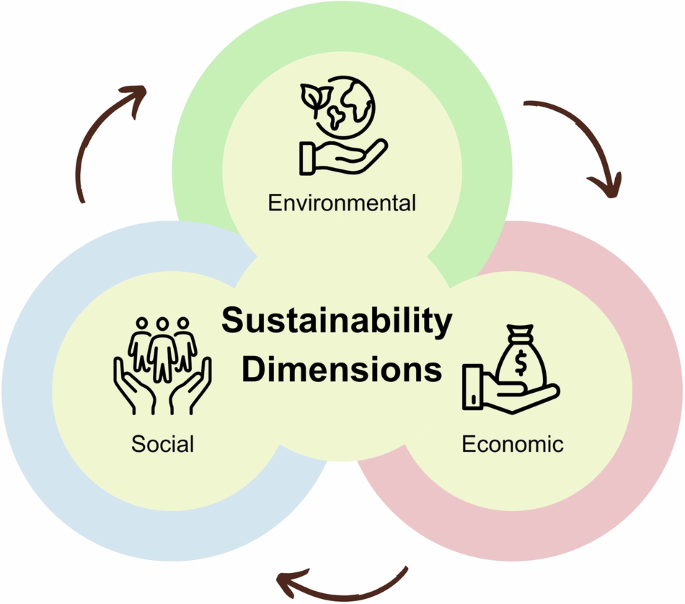 Environmental
Sustainability
Dimensions
$
Social
Economic